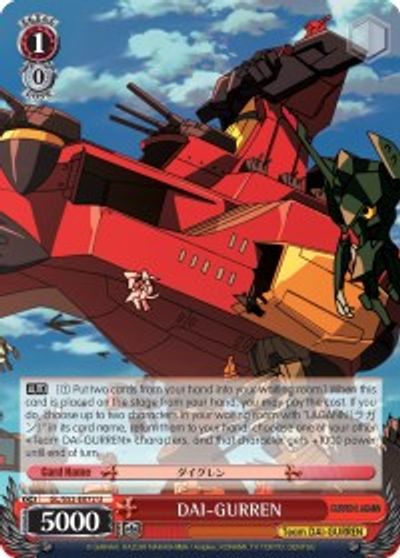 1
0
[(1) Put two cards from your hand into your waiting room] When this
card is placed on the stage from your hand, you may pay the cost. If you
do, choose up to two characters in your waiting room with "LAGANN [ラガ
ン]" in its card name, return them to your hand, choose one of your other
«Team DAI-GURREN» characters, and that character gets +1000 power
until end of turn.
Card Name
ダイグレン
5000
DAI-GURREN
Team DAI-GURREN